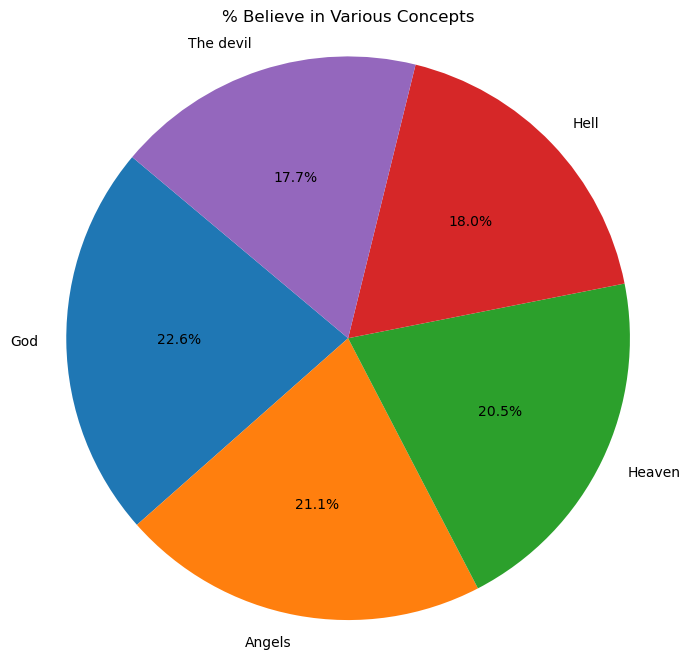 % Believe in Various Concepts
The devil
Hell
17.7%
18.0%
God
22.6%
20.5%
Heaven
21.1%
Angels